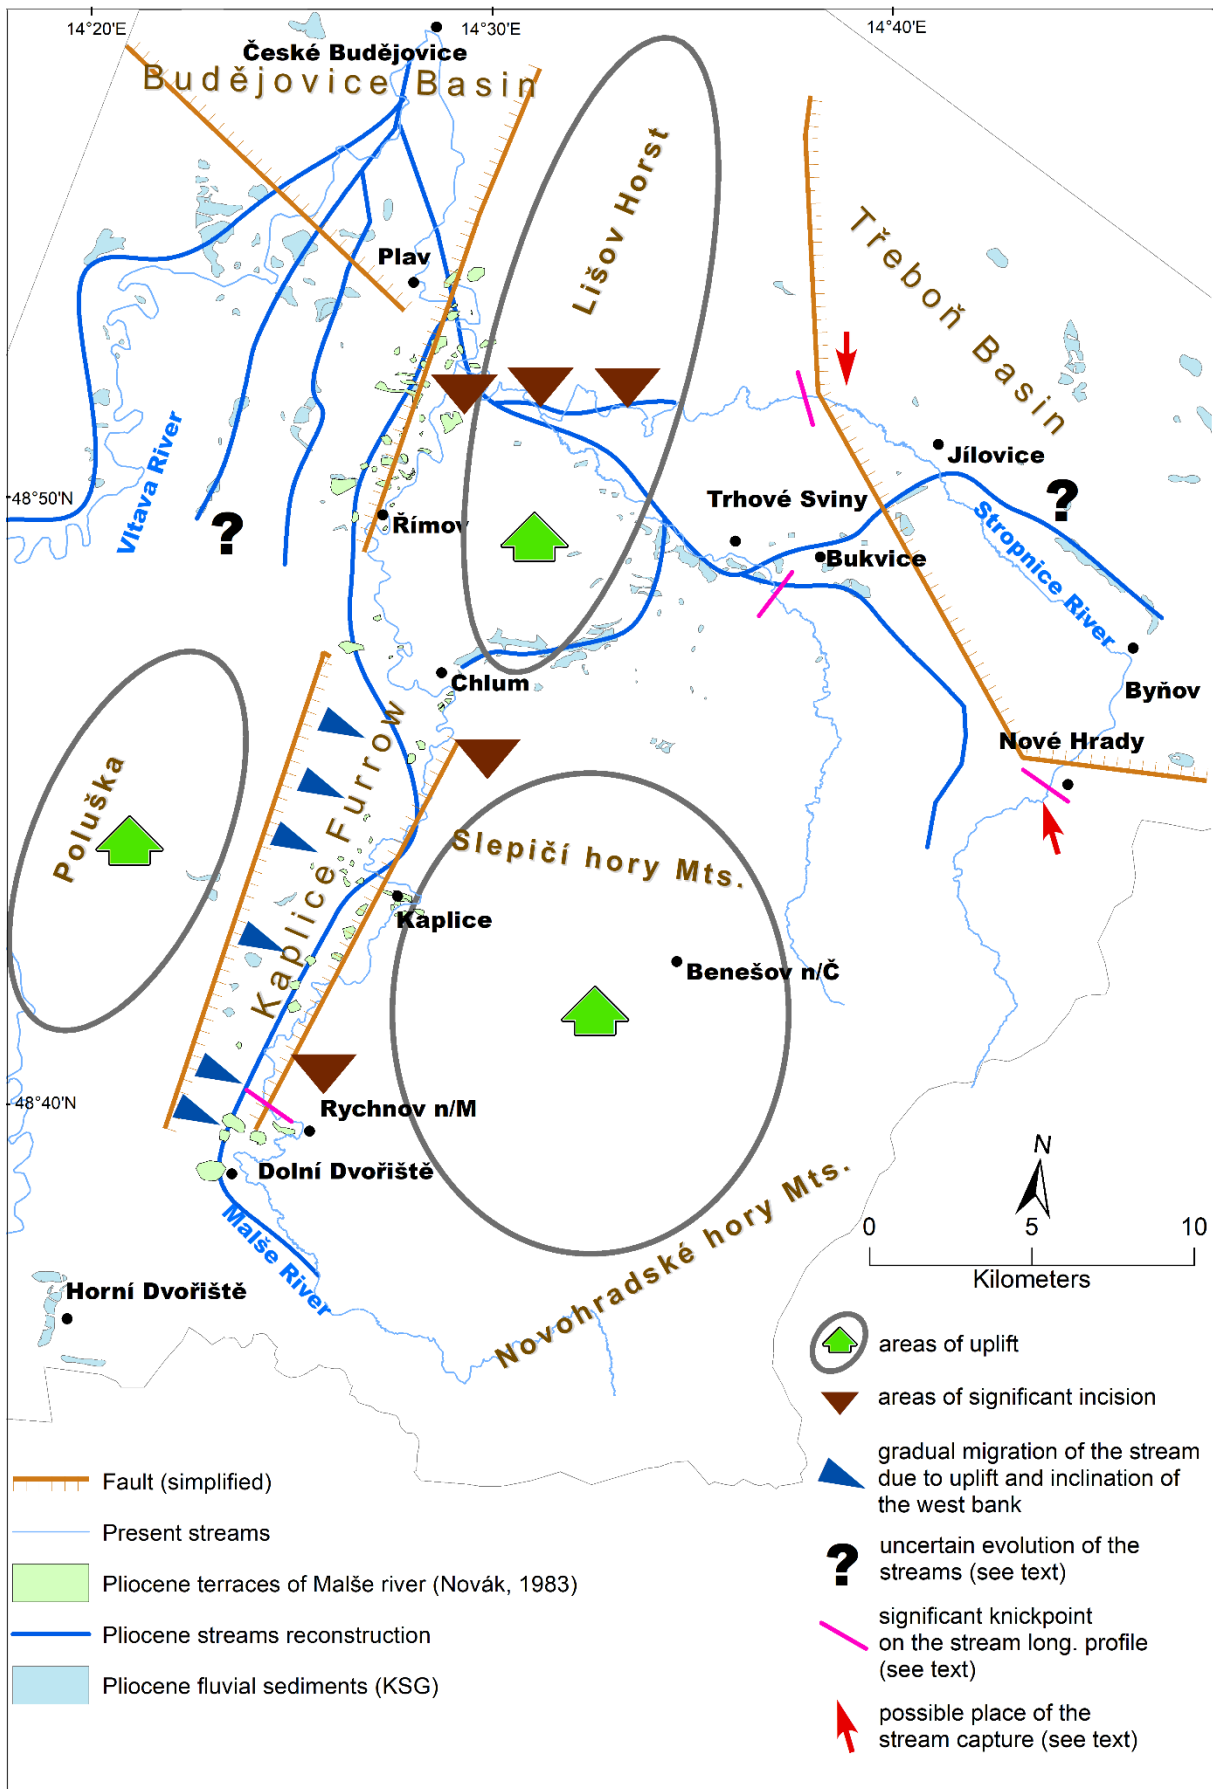 14°20'E
14°30'E
14°40'E
České Budějovice
Budějovice Basin
Lišov Horst
Třeboň Basin
Plav
Vltava River
48°50'N
?
Římov
Trhové Sviny
Jílovice
?
Bukvice
Stropnice River
Byňov
Chlum
Nové Hrady
Poluška
Kaplice Furrow
Slepičí hory Mts.
Kaplice
Benešov n/Č
48°40'N
Rychnov n/M
Dolní Dvořiště
Malše River
Novohradské hory Mts.
Horní Dvořiště
N
0 5 10
Kilometers
areas of uplift
areas of significant incision
gradual migration of the stream
due to uplift and inclination of
the west bank
? uncertain evolution of the
streams (see text)
significant knickpoint
on the stream long. profile
(see text)
possible place of the
stream capture (see text)
Fault (simplified)
Present streams
Pliocene terraces of Malše river (Novák, 1983)
Pliocene streams reconstruction
Pliocene fluvial sediments (KSG)